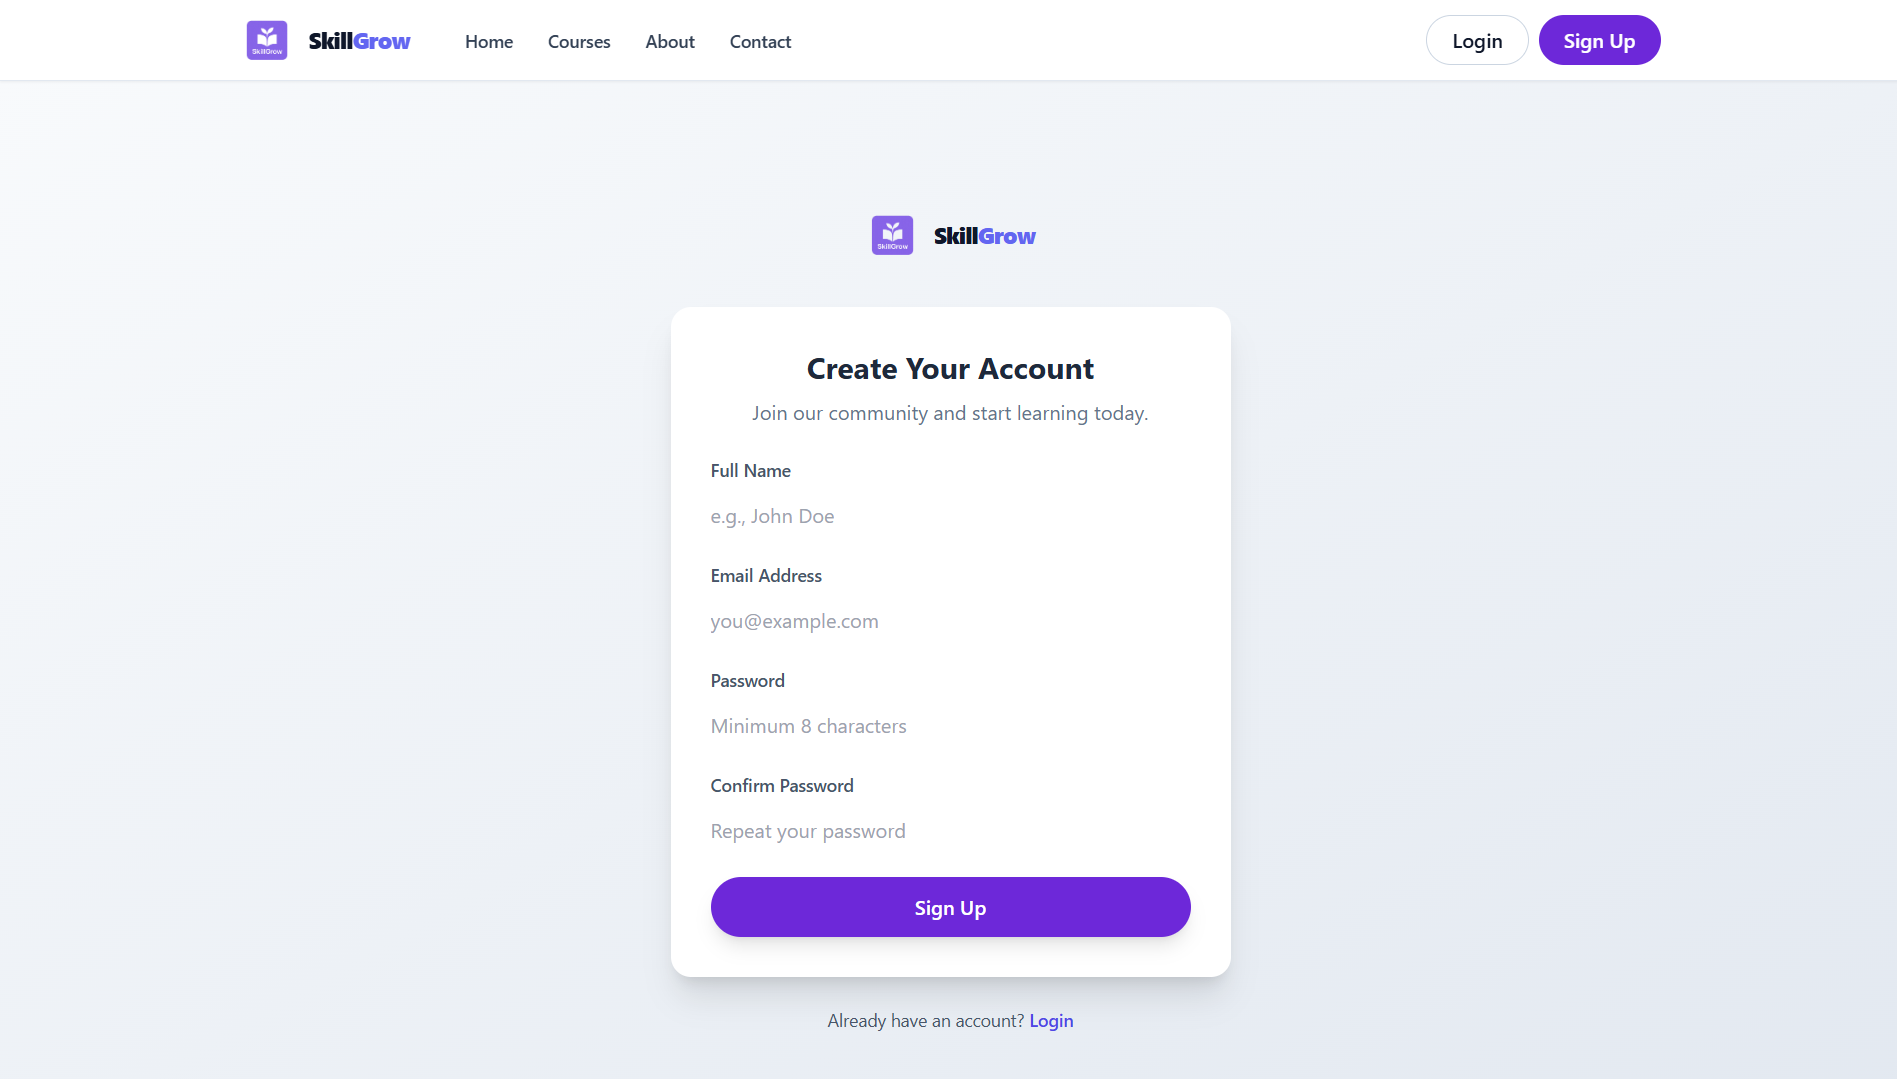 SkillGrow
SkillGrow
Home
Courses
About
Contact
Login
Sign Up
SkillGrow
SkillGrow
Create Your Account
Join our community and start learning today.
Full Name
e.g., John Doe
Email Address
you@example.com
Password
Minimum 8 characters
Confirm Password
Repeat your password
Sign Up
Already have an account? Login